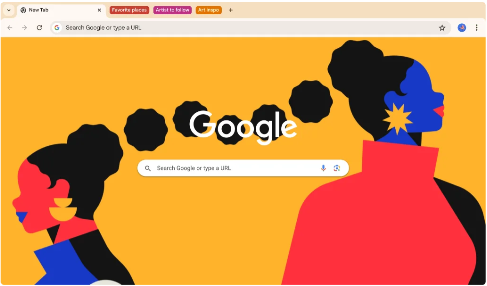 New Tab
Favorite places
Artist to follow
Art inspo
Search Google or type a URL
Google
Search Google or type a URL